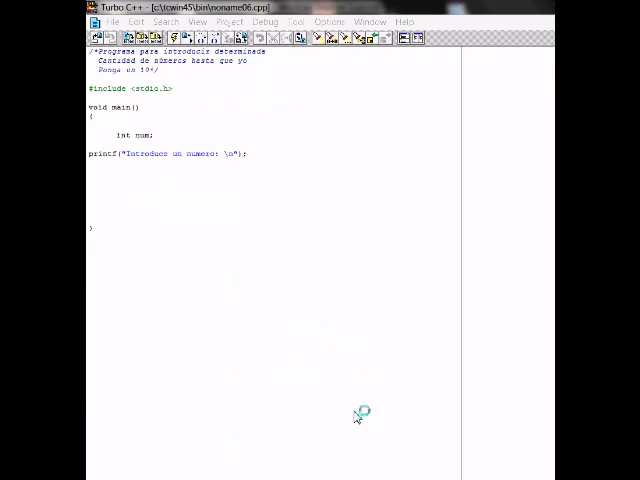 Turbo C++ - [c:\tcwin45\bin\noname06.cpp]
File Edit Search View Project Debug Tool Options Window Help
/*Programa para introducir determinada
Cantidad de números hasta que yo
Ponga un 10*/
#include <stdio.h>
void main()
{
int num;
printf("Introduce un numero: \n");
}